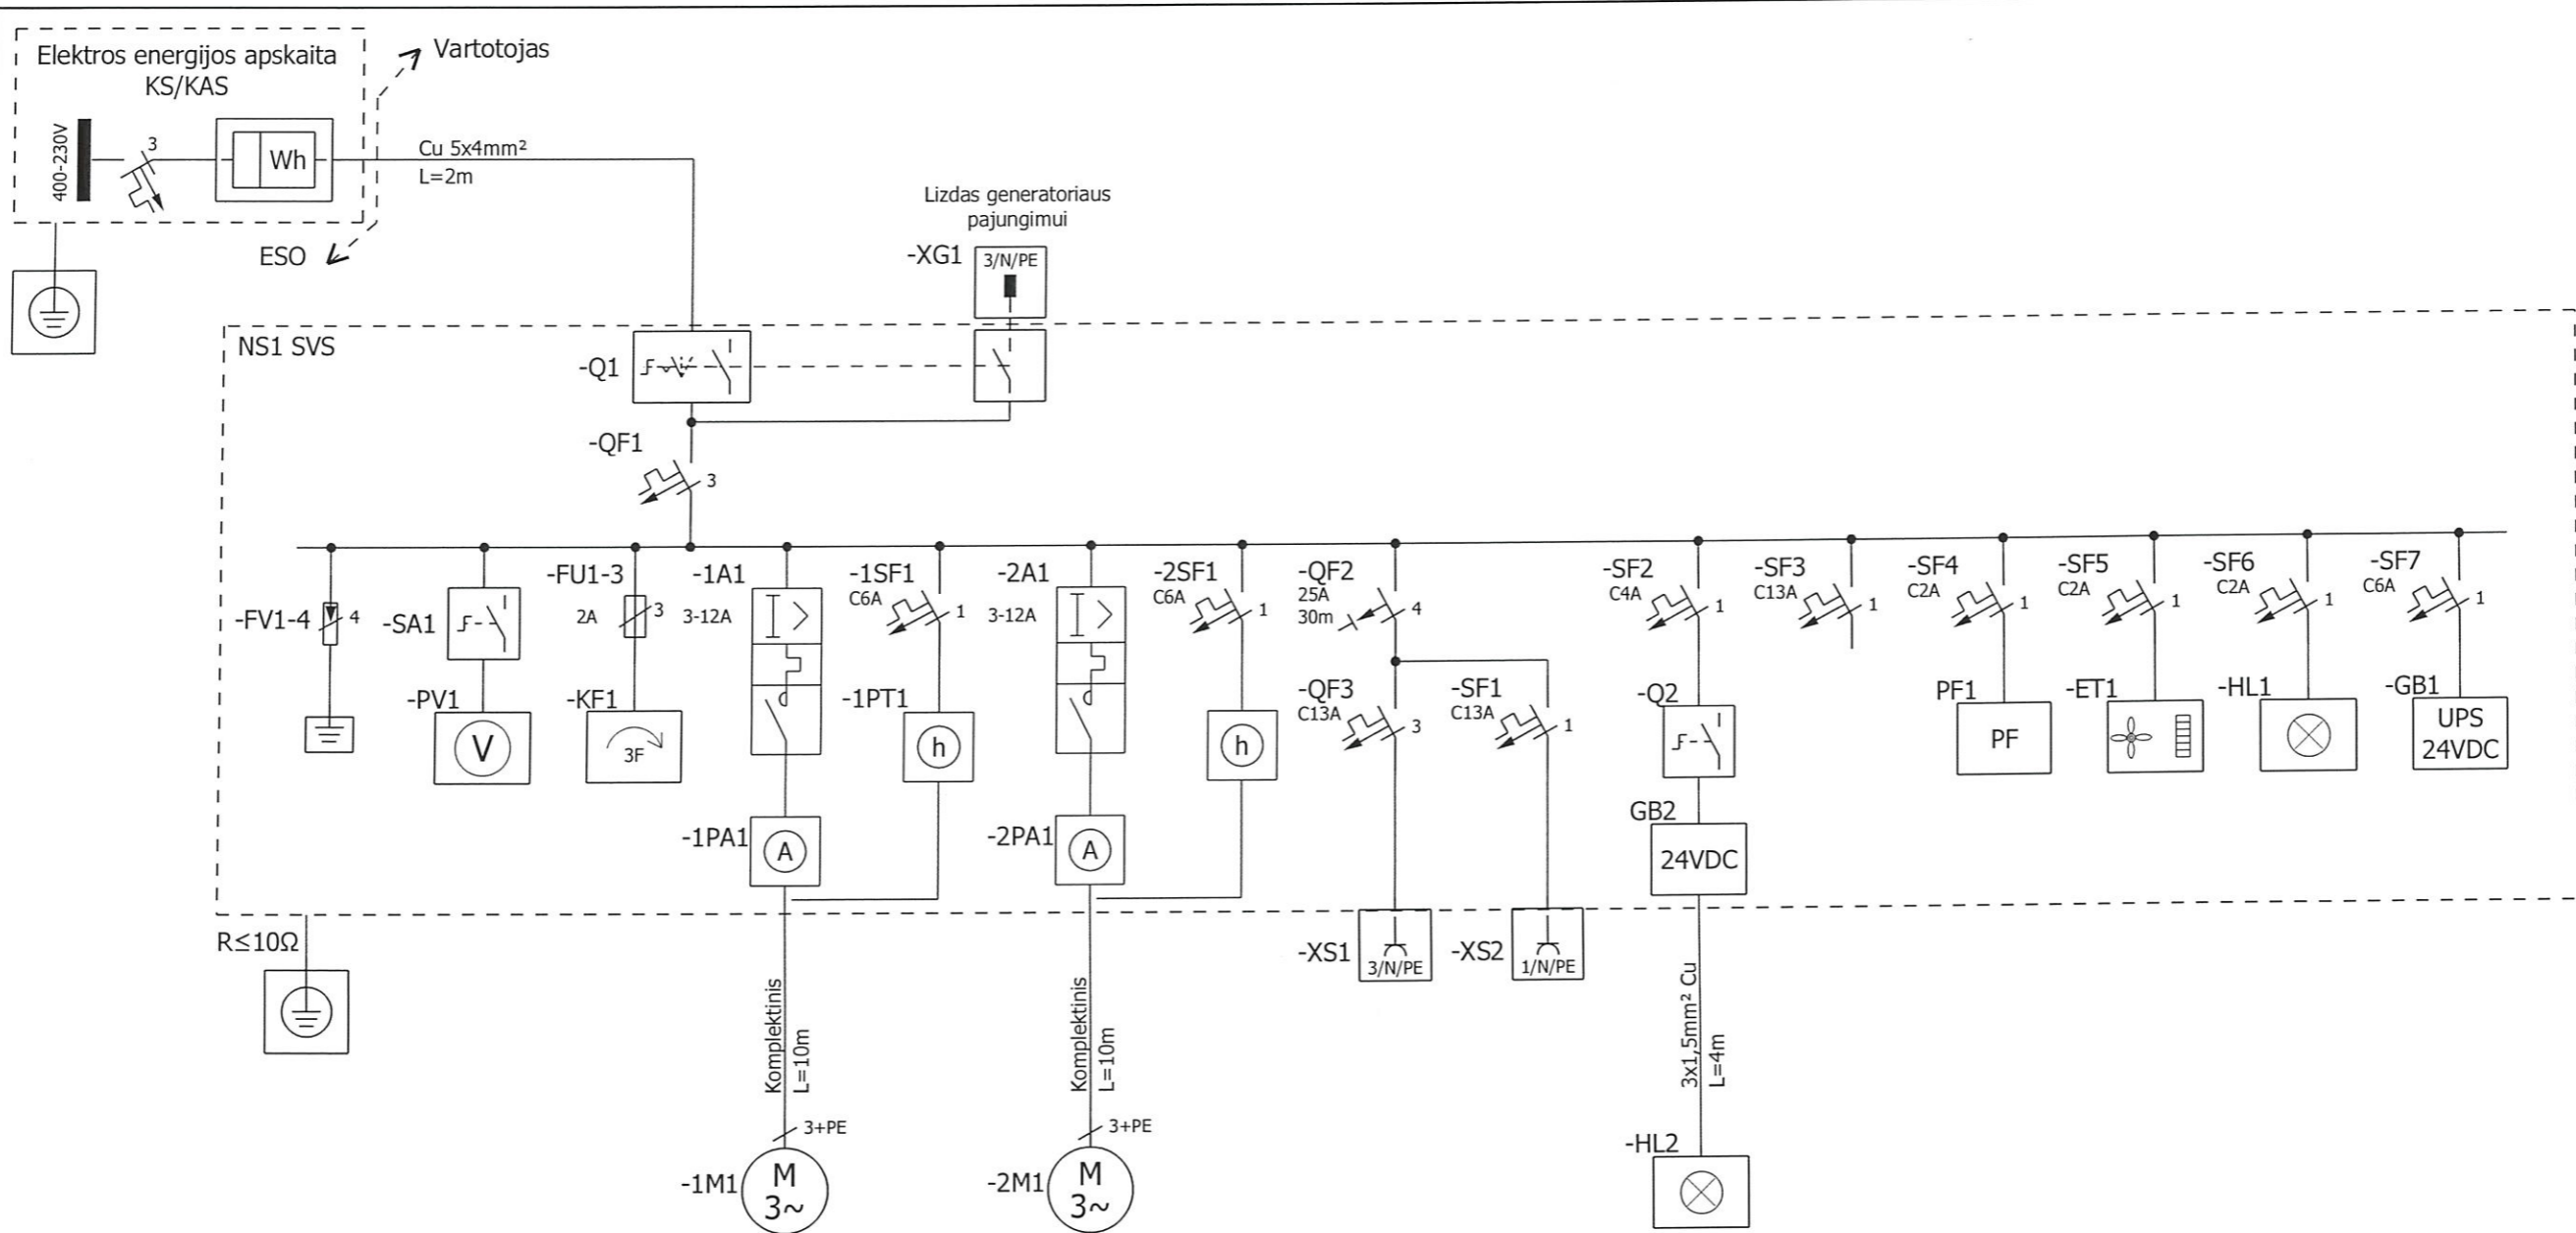 Elektros energijos apskaita
KS/KAS
Vartotojas
400-230V
3
Wh
Cu 5x4mm²
L=2m
ESO
Lizdas generatoriaus
pajungimui
-XG1
3/N/PE
NS1 SVS
-Q1
-QF1
3
-FV1-4
4
-SA1
-PV1
V
-FU1-3
2A
3
-KF1
3F
-1A1
3-12A
-1SF1
C6A
1
-1PT1
h
-1PA1
A
-2A1
3-12A
-2SF1
C6A
1
h
-2PA1
A
-QF2
25A
30m
4
-QF3
C13A
3
-SF1
C13A
1
-SF2
C4A
1
-Q2
GB2
24VDC
-SF3
C13A
1
-SF4
C2A
1
PF1
PF
-SF5
C2A
1
-ET1
-SF6
C2A
1
-HL1
-SF7
C6A
1
-GB1
UPS
24VDC
R≤10Ω
-XS1
3/N/PE
-XS2
1/N/PE
Komplektinis
L=10m
3+PE
-1M1
M
3~
Komplektinis
L=10m
3+PE
-2M1
M
3~
3x1,5mm² Cu
L=4m
-HL2